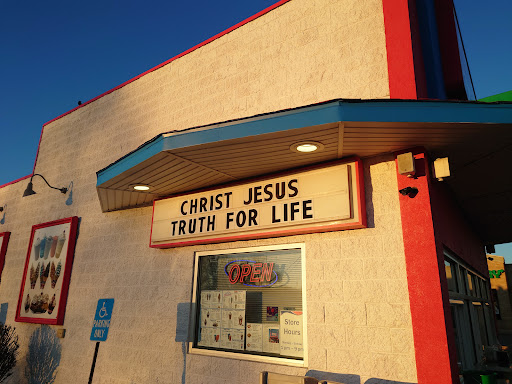 CHRIST JESUS
TRUTH FOR LIFE
OPEN
PARKING
ONLY
Store
Hours